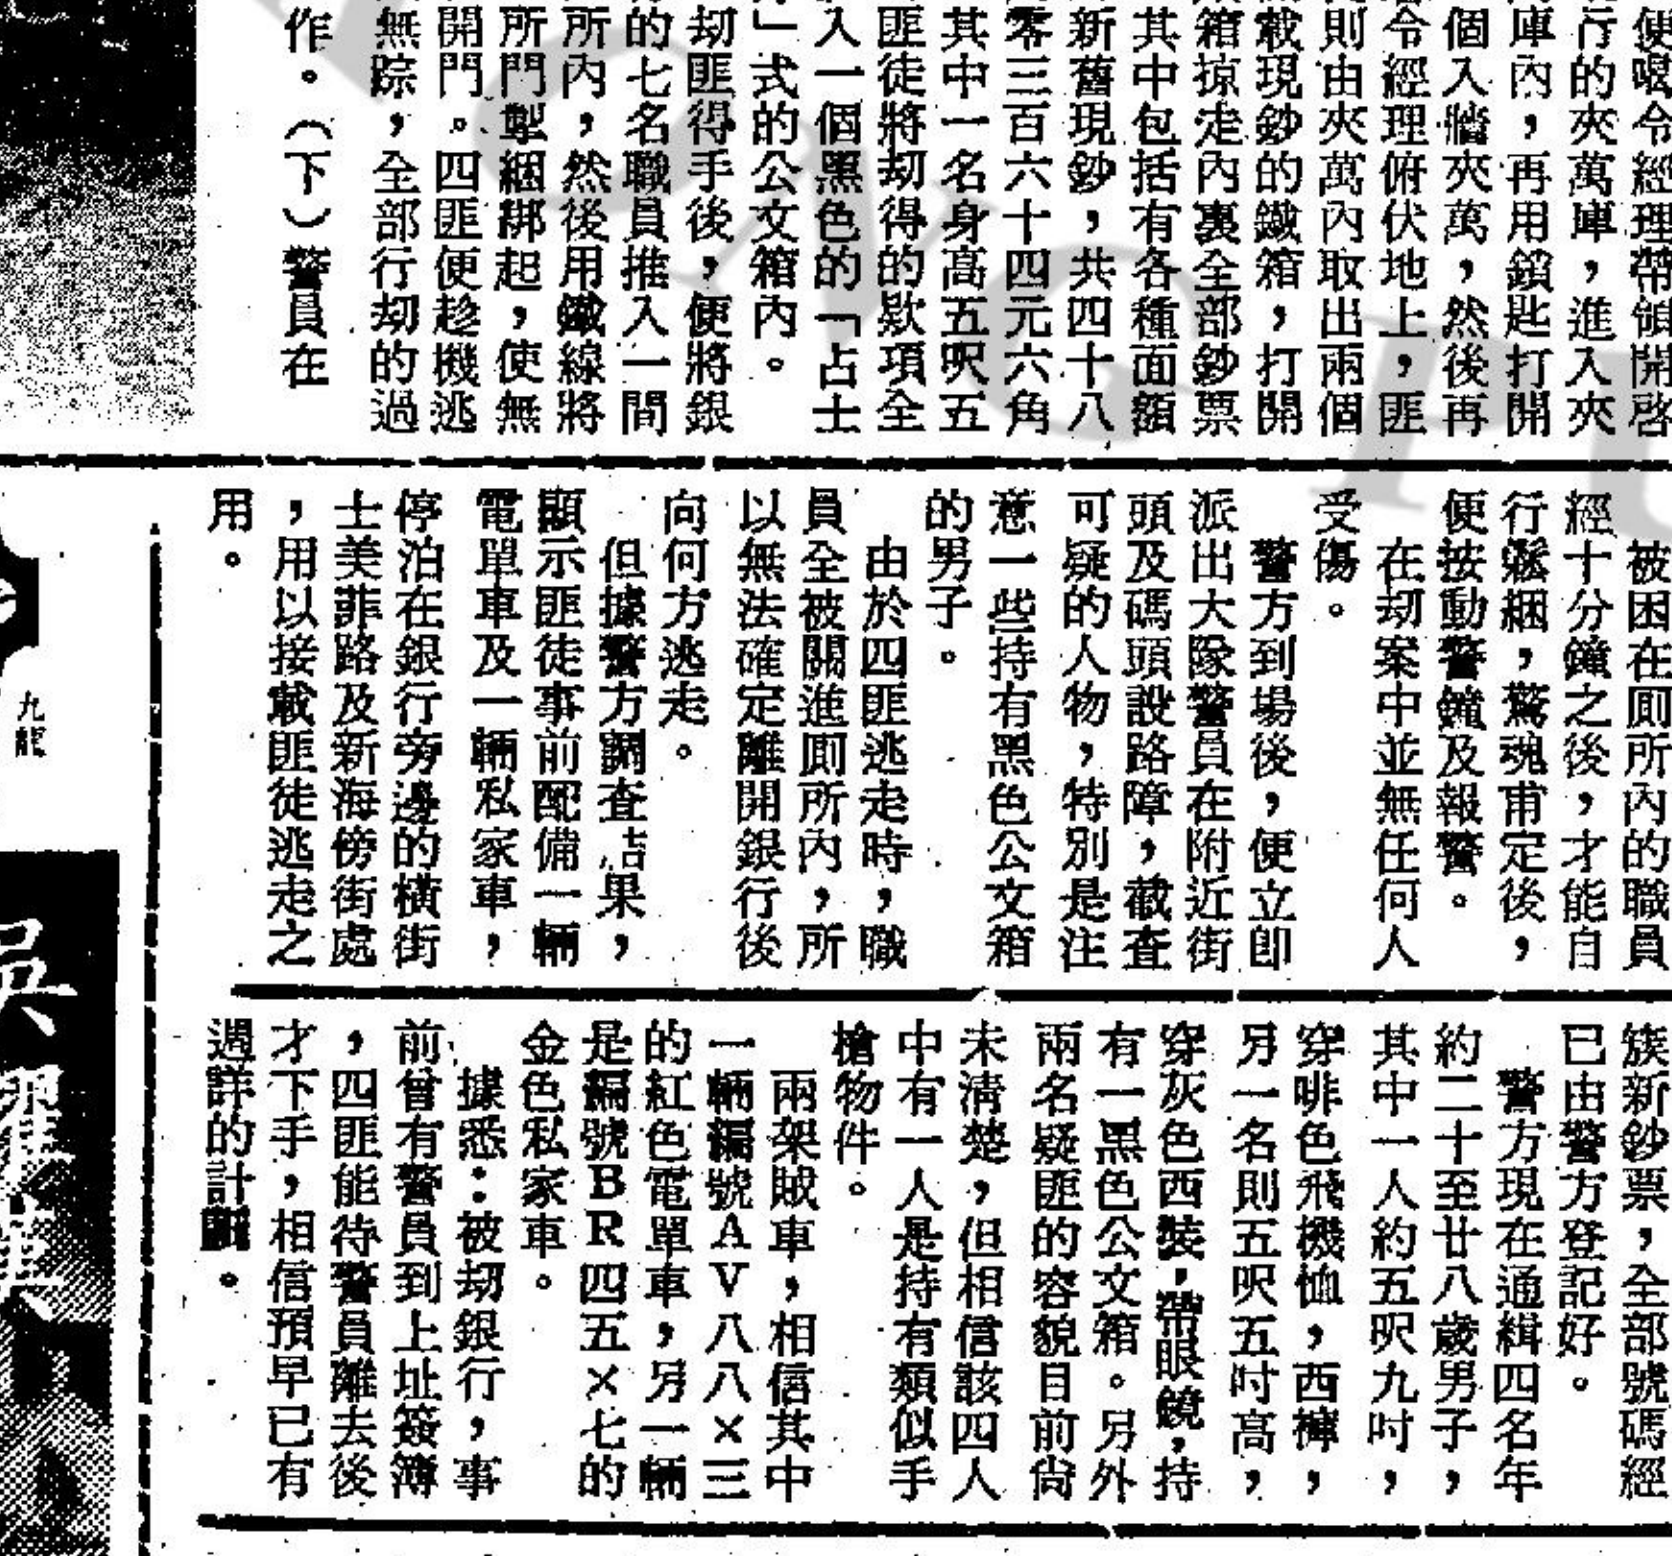 便喝令經理帶領開啓
行的夾萬庫，進入夾
庫內，再用鎖匙打開
個入牆夾萬，然後再
令經理俯伏地上，匪
則由夾萬內取出兩個
載現鈔的鐵箱，打開
箱掠走內裏全部鈔票
其中包括有各種面額
新舊現鈔，共四十八
零三百六十四元六角
其中一名身高五呎五
匪徒將刧得的欵項全
入一個黑色的「占士
」式的公文箱內。
刧匪得手後，便將銀
的七名職員推入一間
所內，然後用鐵線將
所門掣綑綁起，使無
開門。四匪便趁機逃
無踪，全部行刧的過
作。（下）警員在
被困在厠所內的職員
經十分鐘之後，才能自
行鬆綑，驚魂甫定後，
便按動警鐘及報警。
在刧案中並無任何人
受傷。
警方到場後，便立卽
派出大隊警員在附近街
頭及碼頭設路障，截查
可疑的人物，特別是注
意一些持有黑色公文箱
的男子。
由於四匪逃走時，職
員全被關進厠所內，所
以無法確定離開銀行後
向何方逃走。
但據警方調查結果，
顯示匪徒事前配備一輛
電單車及一輛私家車，
停泊在銀行旁邊的橫街
士美菲路及新海傍街處
，用以接載匪徒逃走之
用。
簇新鈔票，全部號碼經
已由警方登記好。
警方現在通緝四名年
約二十至廿八歲男子，
其中一人約五呎九吋，
穿啡色飛機恤，西褲，
另一名則五呎五吋高，
穿灰色西裝，帶眼鏡，持
有一黑色公文箱。另外
兩名疑匪的容貌目前尙
未清楚，但相信該四人
中有一人是持有類似手
槍物件。
兩架賊車，相信其中
一輛編號AV八八×三
的紅色電單車，另一輛
是編號BR四五×七的
金色私家車。
據悉：被刧銀行，事
前曾有警員到上址簽簿
，四匪能待警員離去後
才下手，相信預早已有
週詳的計劃。
九龍
HONG PU